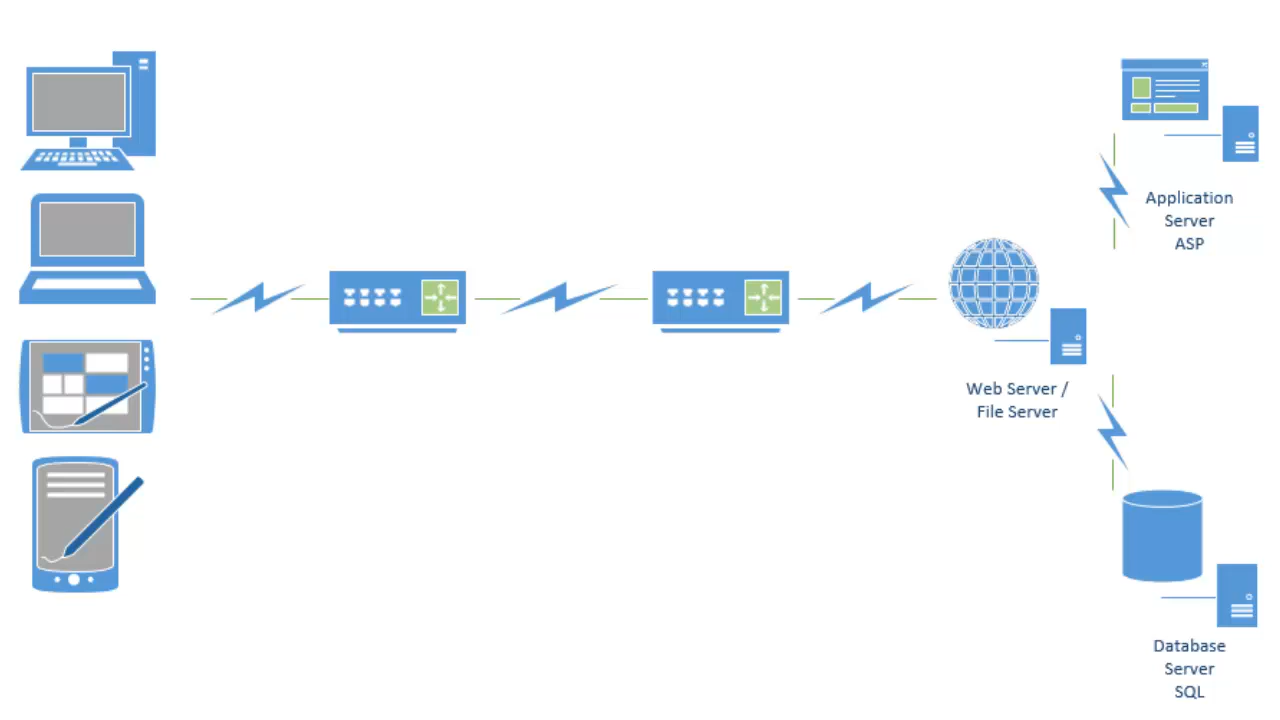 Application
Server
ASP
Web Server /
File Server
Database
Server
SQL